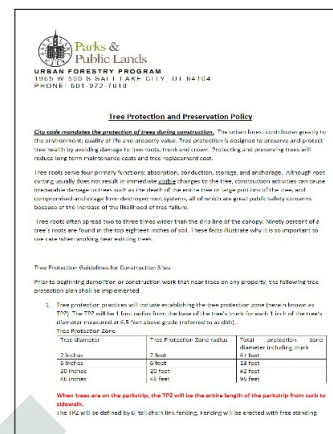 Parks &
Public Lands
URBAN FORESTRY PROGRAM
1965 W 500 S SALT LAKE CITY, UT 84104
PHONE: 801-972-7818
Tree Protection and Preservation Policy
City code mandates the protection of trees during construction. The urban forest contributes greatly to
the environment, quality of life and property value. Tree protection is designed to preserve and protect
tree health by avoiding damage to tree roots, trunk and crown. Protecting and preserving trees will
reduce long term maintenance costs and tree replacement cost.
Tree roots serve four primary functions: absorption, conduction, storage, and anchorage. Although root
cutting usually does not result in immediate visible changes to the tree, construction activities can cause
irreparable damage to trees such as the death of the entire tree or large portions of the tree, and
compromised anchorage from destroyed root systems, all of which are great public safety concerns
because of the increase of the likelihood of tree failure.
Tree roots often spread two to three times wider than the drip line of the canopy. Ninety percent of a
tree's roots are found in the top eighteen inches of soil. These facts illustrate why it is so important to
use care when working near existing trees.
Tree Protection Guidelines for Construction Sites
Prior to beginning demolition or construction work that near trees on any property, the following tree
protection plan shall be implemented
1. Tree protection practices will include establishing the tree protection zone (herein known as
TPZ). The TPZ will be 1 foot radius from the base of the tree's trunk for each 1 inch of the tree's
diameter measured at 4.5 feet above grade (referred to as dbh).
Tree Protection Zone
Tree diameter Tree Protection Zone radius Total protection zone
diameter including trunk
2 inches 2 feet
inches feet 18 feet
20 inches 20 feet 42 feet
46 inches 46 feet 96 feet
When trees are on the parkstrip, the TPZ will be the entire length of the parkstrip from curb to
sidewalk.
The TPZ will be defined by 6' tall chain link fencing. Fencing will be erected with free standing